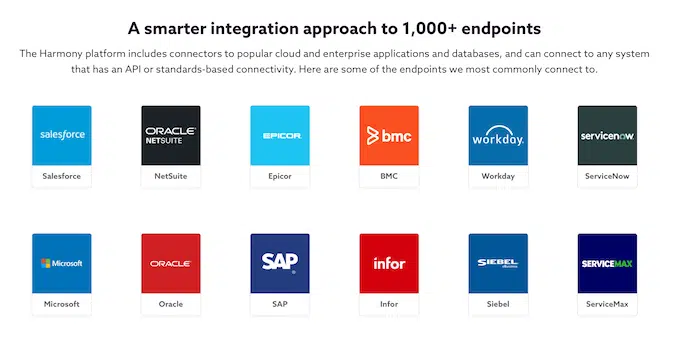 A smarter integration approach to 1,000+ endpoints
The Harmony platform includes connectors to popular cloud and enterprise applications and databases, and can connect to any system
that has an API or standards-based connectivity. Here are some of the endpoints we most commonly connect to.
salesforce
ORACLE
NETSUITE
EPICOR
bmc
workday
servicenow
Salesforce
NetSuite
Epicor
BMC
Workday
ServiceNow
Microsoft
ORACLE
SAP
infor
SIEBEL
SERVICEMAX
Microsoft
Oracle
SAP
Infor
Siebel
ServiceMax